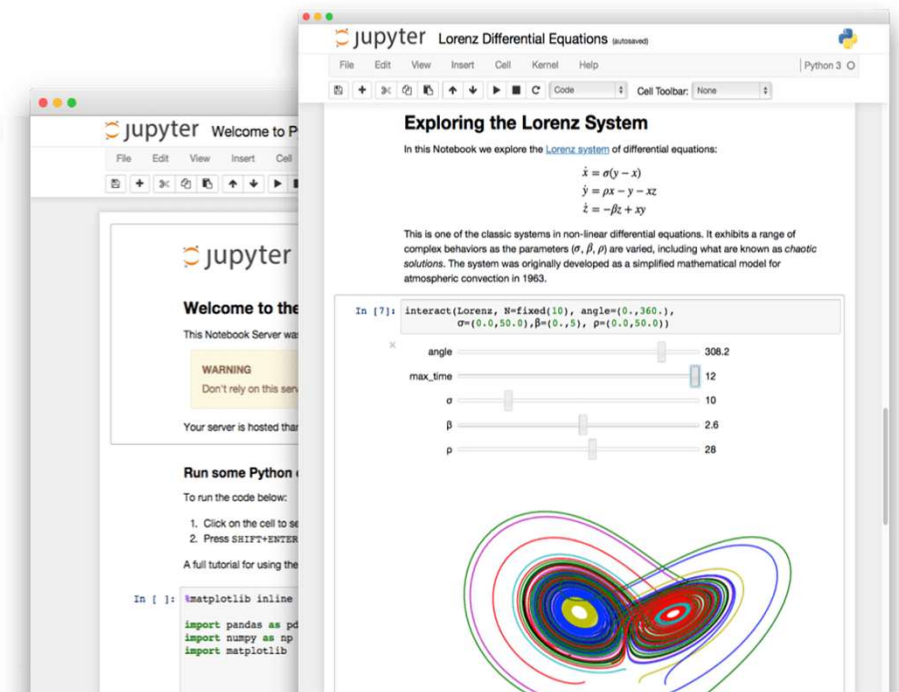 jupyter Lorenz Differential Equations (autosaved)
File Edit View Insert Cell Kernel Help Python 3
Code Cell Toolbar: None
Exploring the Lorenz System
In this Notebook we explore the Lorenz system of differential equations:
ẋ = σ(y − x)
ẏ = ρx − y − xz
ż = −βz + xy
This is one of the classic systems in non-linear differential equations. It exhibits a range of
complex behaviors as the parameters (σ, β, ρ) are varied, including what are known as chaotic
solutions. The system was originally developed as a simplified mathematical model for
atmospheric convection in 1963.
In [7]: interact(Lorenz, N=fixed(10), angle=(0.,360.),
σ=(0.0,50.0),β=(0.,5), ρ=(0.0,50.0))
x
angle 308.2
max_time 12
σ 10
β 2.6
ρ 28
jupyter Welcome to P
File Edit View Insert Cell
jupyter
Welcome to the
This Notebook Server was
WARNING
Don't rely on this serv
Your server is hosted than
Run some Python
To run the code below:
1. Click on the cell to se
2. Press SHIFT+ENTER
A full tutorial for using the
In [ ]: %matplotlib inline
import pandas as pd
import numpy as np
import matplotlib